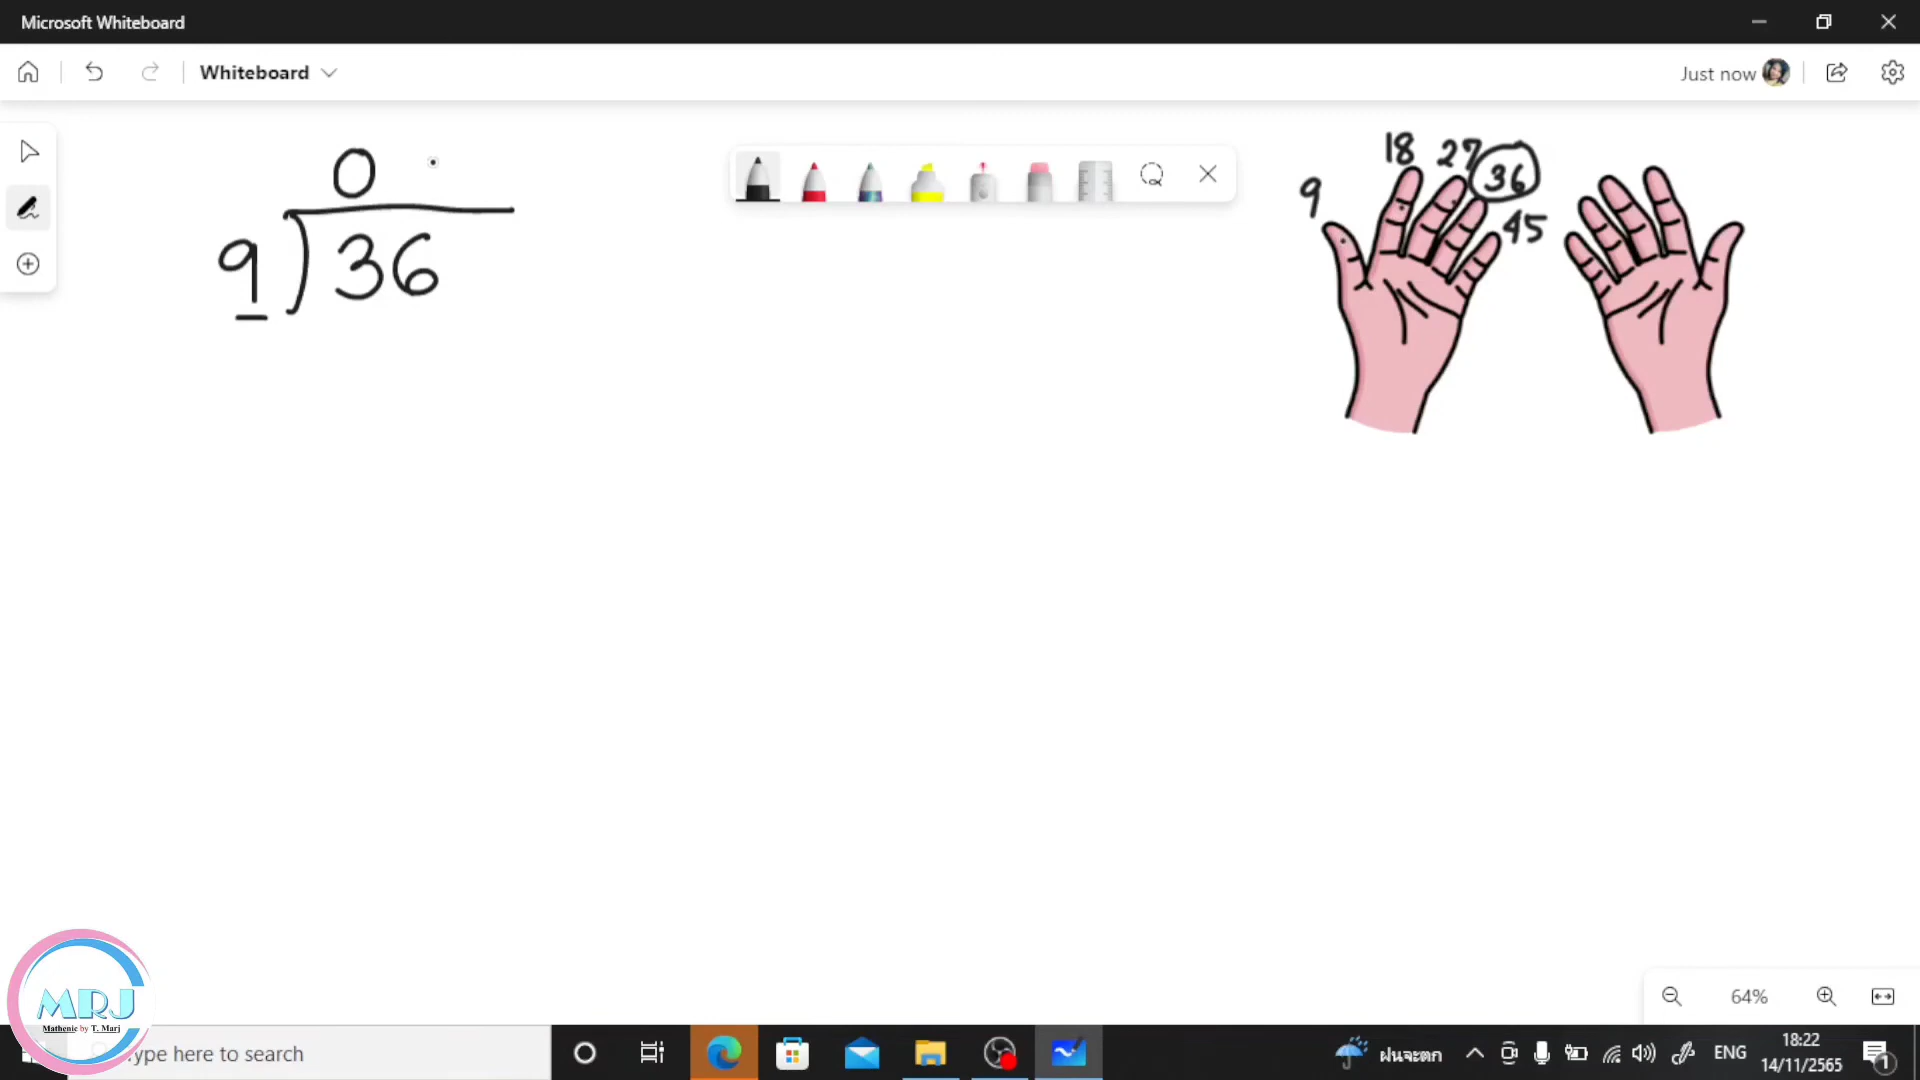 Microsoft Whiteboard
Whiteboard
Just now
0
9 ) 36
9
18
27
36
45
MRJ
Mathenic by T. Marj
64%
Type here to search
ฝนจะตก
ENG
18:22
14/11/2565
1